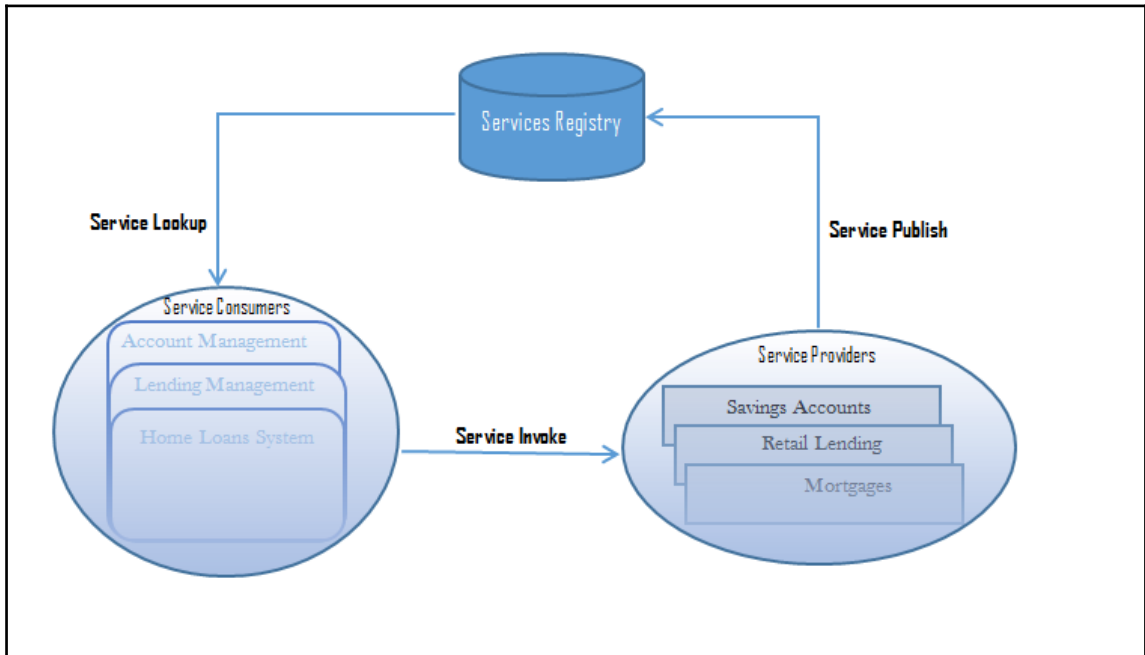 Services Registry
Service Lookup
Service Publish
Service Consumers
Account Management
Lending Management
Home Loans System
Service Invoke
Service Providers
Savings Accounts
Retail Lending
Mortgages